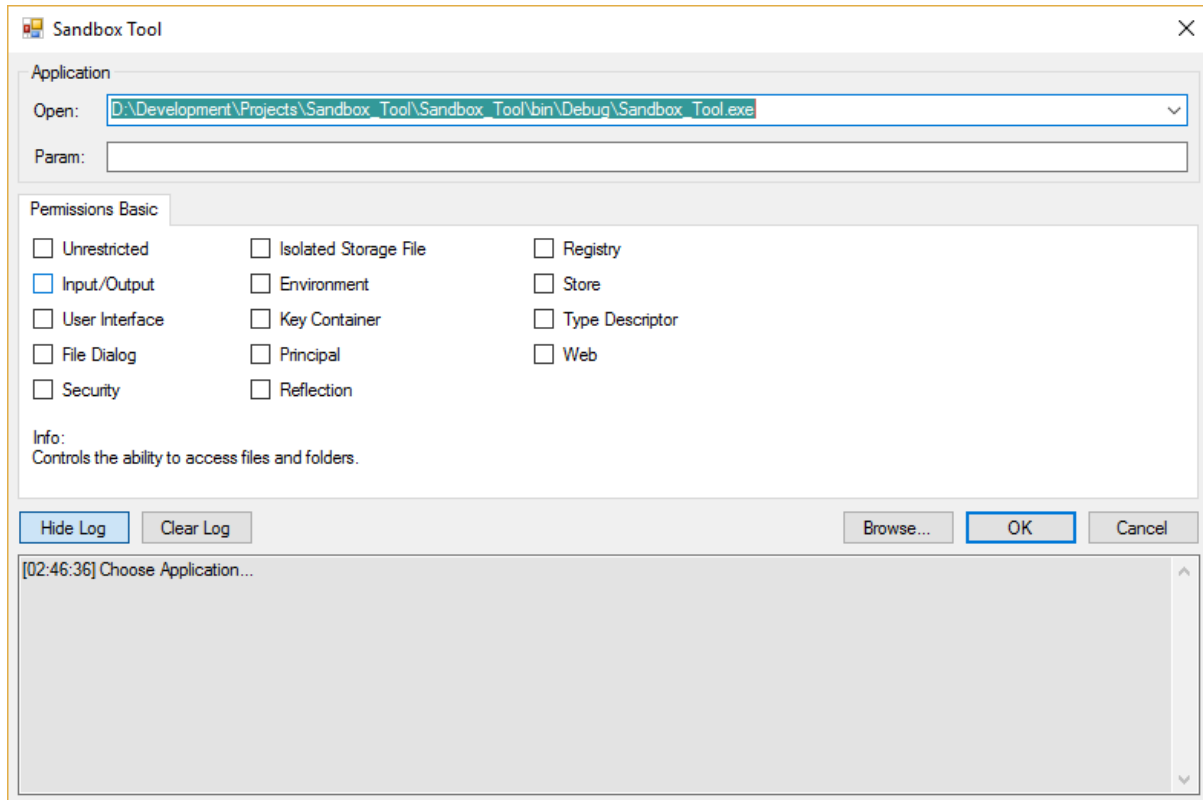 Sandbox Tool
Application
Open: D:\Development\Projects\Sandbox_Tool\Sandbox_Tool\bin\Debug\Sandbox_Tool.exe
Param:
Permissions Basic
Unrestricted Isolated Storage File Registry
Input/Output Environment Store
User Interface Key Container Type Descriptor
File Dialog Principal Web
Security Reflection
Info:
Controls the ability to access files and folders.
Hide Log Clear Log Browse... OK Cancel
[02:46:36] Choose Application...